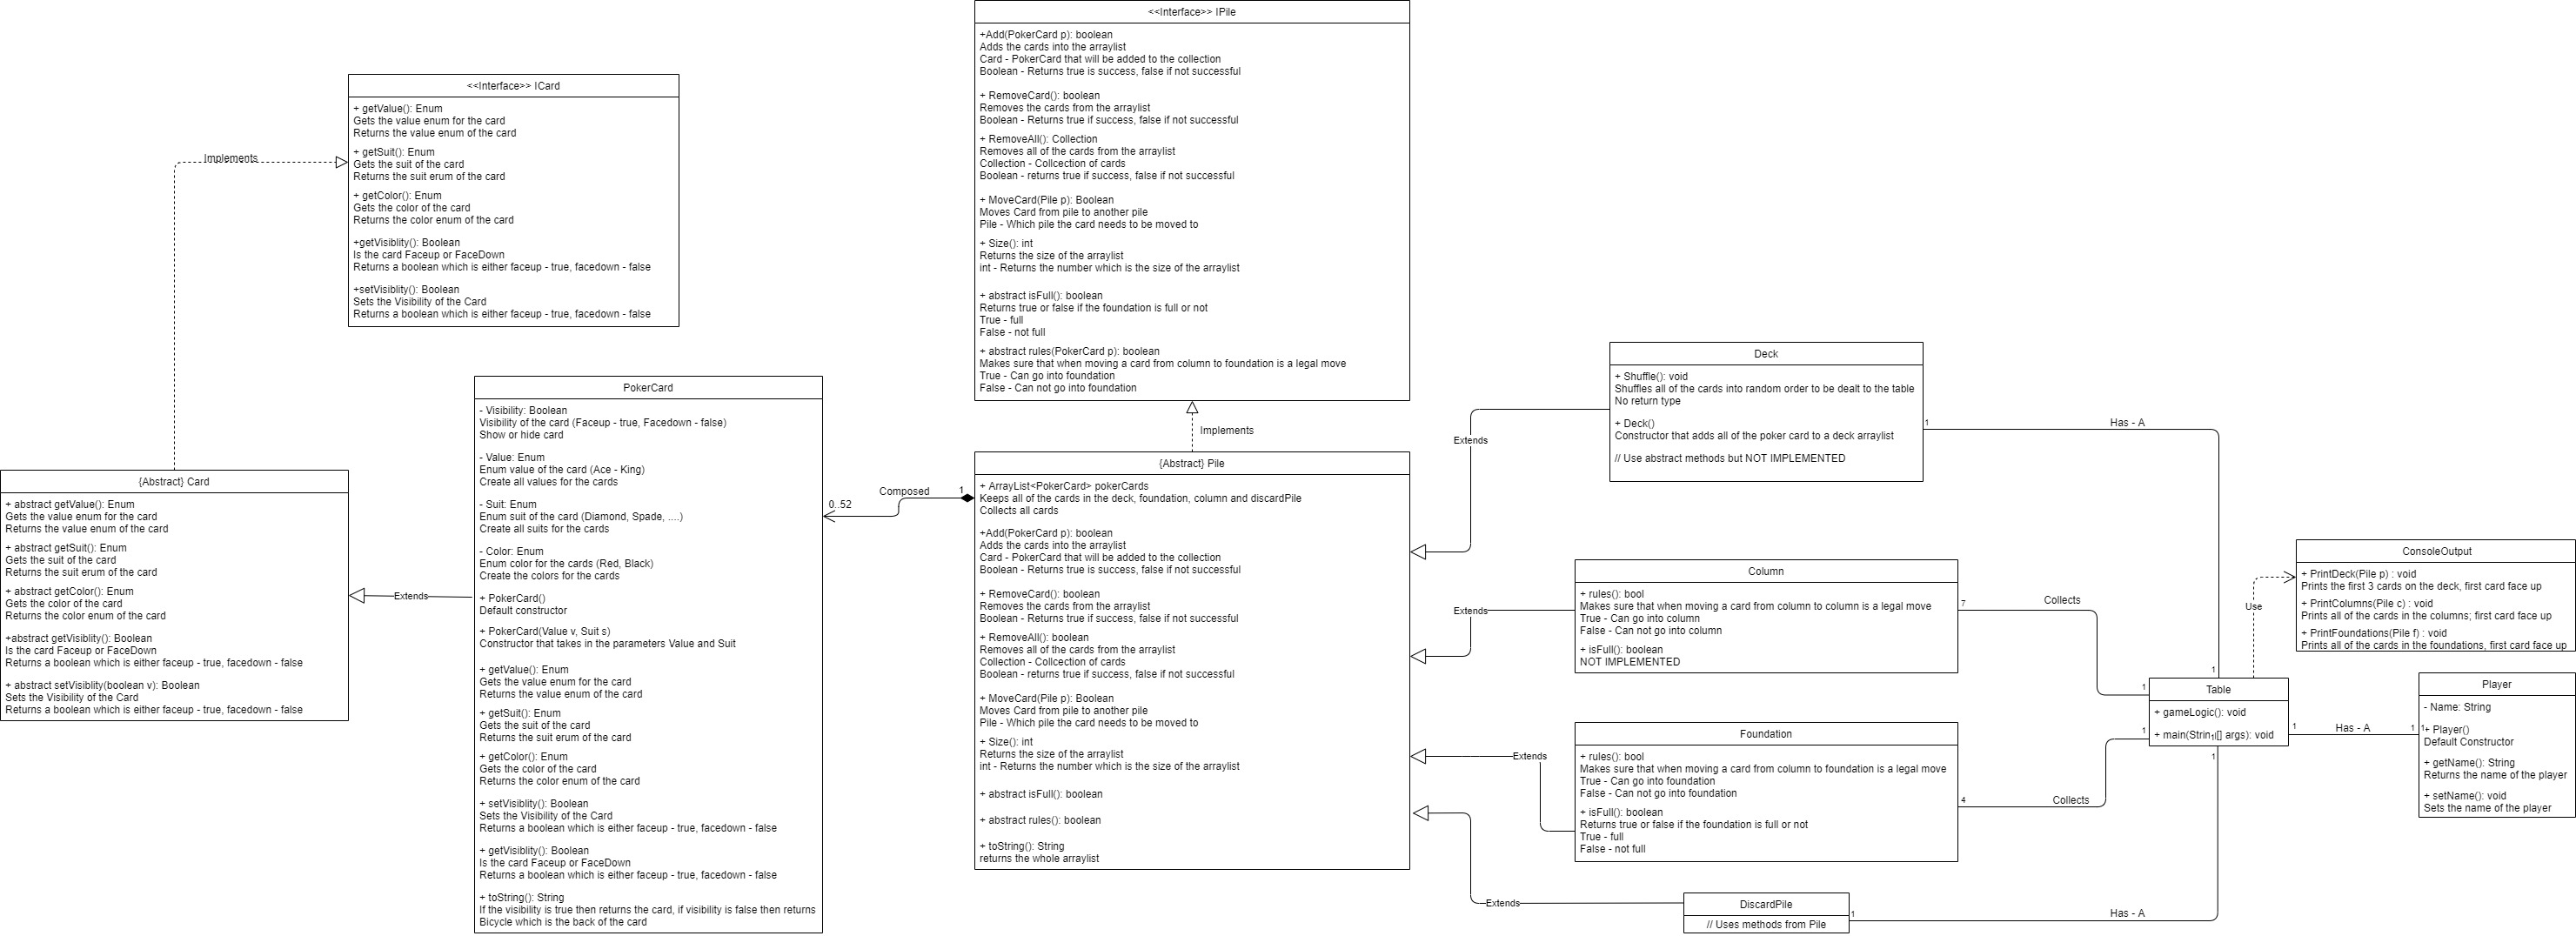 <<Interface>> IPile
+Add(PokerCard p): boolean
Adds the cards into the arraylist
Card - PokerCard that will be added to the collection
Boolean - Returns true is success, false if not successful
+ RemoveCard(): boolean
Removes the cards from the arraylist
Boolean - Returns true if success, false if not successful
+ RemoveAll(): Collection
Removes all of the cards from the arraylist
Collection - Collcection of cards
Boolean - returns true if success, false if not successful
+ MoveCard(Pile p): Boolean
Moves Card from pile to another pile
Pile - Which pile the card needs to be moved to
+ Size(): int
Returns the size of the arraylist
int - Returns the number which is the size of the arraylist
+ abstract isFull(): boolean
Returns true or false if the foundation is full or not
True - full
False - not full
+ abstract rules(PokerCard p): boolean
Makes sure that when moving a card from column to foundation is a legal move
True - Can go into foundation
False - Can not go into foundation
<<Interface>> ICard
+ getValue(): Enum
Gets the value enum for the card
Returns the value enum of the card
+ getSuit(): Enum
Gets the suit of the card
Returns the suit erum of the card
+ getColor(): Enum
Gets the color of the card
Returns the color enum of the card
+getVisiblity(): Boolean
Is the card Faceup or FaceDown
Returns a boolean which is either faceup - true, facedown - false
+setVisiblity(): Boolean
Sets the Visibility of the Card
Returns a boolean which is either faceup - true, facedown - false
Implements
{Abstract} Card
+ abstract getValue(): Enum
Gets the value enum for the card
Returns the value enum of the card
+ abstract getSuit(): Enum
Gets the suit of the card
Returns the suit erum of the card
+ abstract getColor(): Enum
Gets the color of the card
Returns the color enum of the card
+abstract getVisiblity(): Boolean
Is the card Faceup or FaceDown
Returns a boolean which is either faceup - true, facedown - false
+ abstract setVisiblity(boolean v): Boolean
Sets the Visibility of the Card
Returns a boolean which is either faceup - true, facedown - false
Extends
PokerCard
- Visibility: Boolean
Visibility of the card (Faceup - true, Facedown - false)
Show or hide card
- Value: Enum
Enum value of the card (Ace - King)
Create all values for the cards
- Suit: Enum
Enum suit of the card (Diamond, Spade, ....)
Create all suits for the cards
- Color: Enum
Enum color for the cards (Red, Black)
Create the colors for the cards
+ PokerCard()
Default constructor
+ PokerCard(Value v, Suit s)
Constructor that takes in the parameters Value and Suit
+ getValue(): Enum
Gets the value enum for the card
Returns the value enum of the card
+ getSuit(): Enum
Gets the suit of the card
Returns the suit erum of the card
+ getColor(): Enum
Gets the color of the card
Returns the color enum of the card
+ setVisiblity(): Boolean
Sets the Visibility of the Card
Returns a boolean which is either faceup - true, facedown - false
+ getVisiblity(): Boolean
Is the card Faceup or FaceDown
Returns a boolean which is either faceup - true, facedown - false
+ toString(): String
If the visibility is true then returns the card, if visibility is false then returns
Bicycle which is the back of the card
0..52
Composed
1
Implements
{Abstract} Pile
+ ArrayList<PokerCard> pokerCards
Keeps all of the cards in the deck, foundation, column and discardPile
Collects all cards
+Add(PokerCard p): boolean
Adds the cards into the arraylist
Card - PokerCard that will be added to the collection
Boolean - Returns true is success, false if not successful
+ RemoveCard(): boolean
Removes the cards from the arraylist
Boolean - Returns true if success, false if not successful
+ RemoveAll(): boolean
Removes all of the cards from the arraylist
Collection - Collcection of cards
Boolean - returns true if success, false if not successful
+ MoveCard(Pile p): Boolean
Moves Card from pile to another pile
Pile - Which pile the card needs to be moved to
+ Size(): int
Returns the size of the arraylist
int - Returns the number which is the size of the arraylist
+ abstract isFull(): boolean
+ abstract rules(): boolean
+ toString(): String
returns the whole arraylist
Extends
Extends
Extends
Extends
Deck
+ Shuffle(): void
Shuffles all of the cards into random order to be dealt to the table
No return type
+ Deck()
Constructor that adds all of the poker card to a deck arraylist
// Use abstract methods but NOT IMPLEMENTED
1
Has - A
1
Column
+ rules(): bool
Makes sure that when moving a card from column to column is a legal move
True - Can go into column
False - Can not go into column
+ isFull(): boolean
NOT IMPLEMENTED
7
Collects
1
Foundation
+ rules(): bool
Makes sure that when moving a card from column to foundation is a legal move
True - Can go into foundation
False - Can not go into foundation
+ isFull(): boolean
Returns true or false if the foundation is full or not
True - full
False - not full
4
Collects
1
DiscardPile
// Uses methods from Pile
1
Has - A
1
Table
+ gameLogic(): void
+ main(String[] args): void
1
Use
ConsoleOutput
+ PrintDeck(Pile p) : void
Prints the first 3 cards on the deck, first card face up
+ PrintColumns(Pile c) : void
Prints all of the cards in the columns; first card face up
+ PrintFoundations(Pile f) : void
Prints all of the cards in the foundations, first card face up
1
Has - A
1
1
Player
- Name: String
+ Player()
Default Constructor
+ getName(): String
Returns the name of the player
+ setName(): void
Sets the name of the player